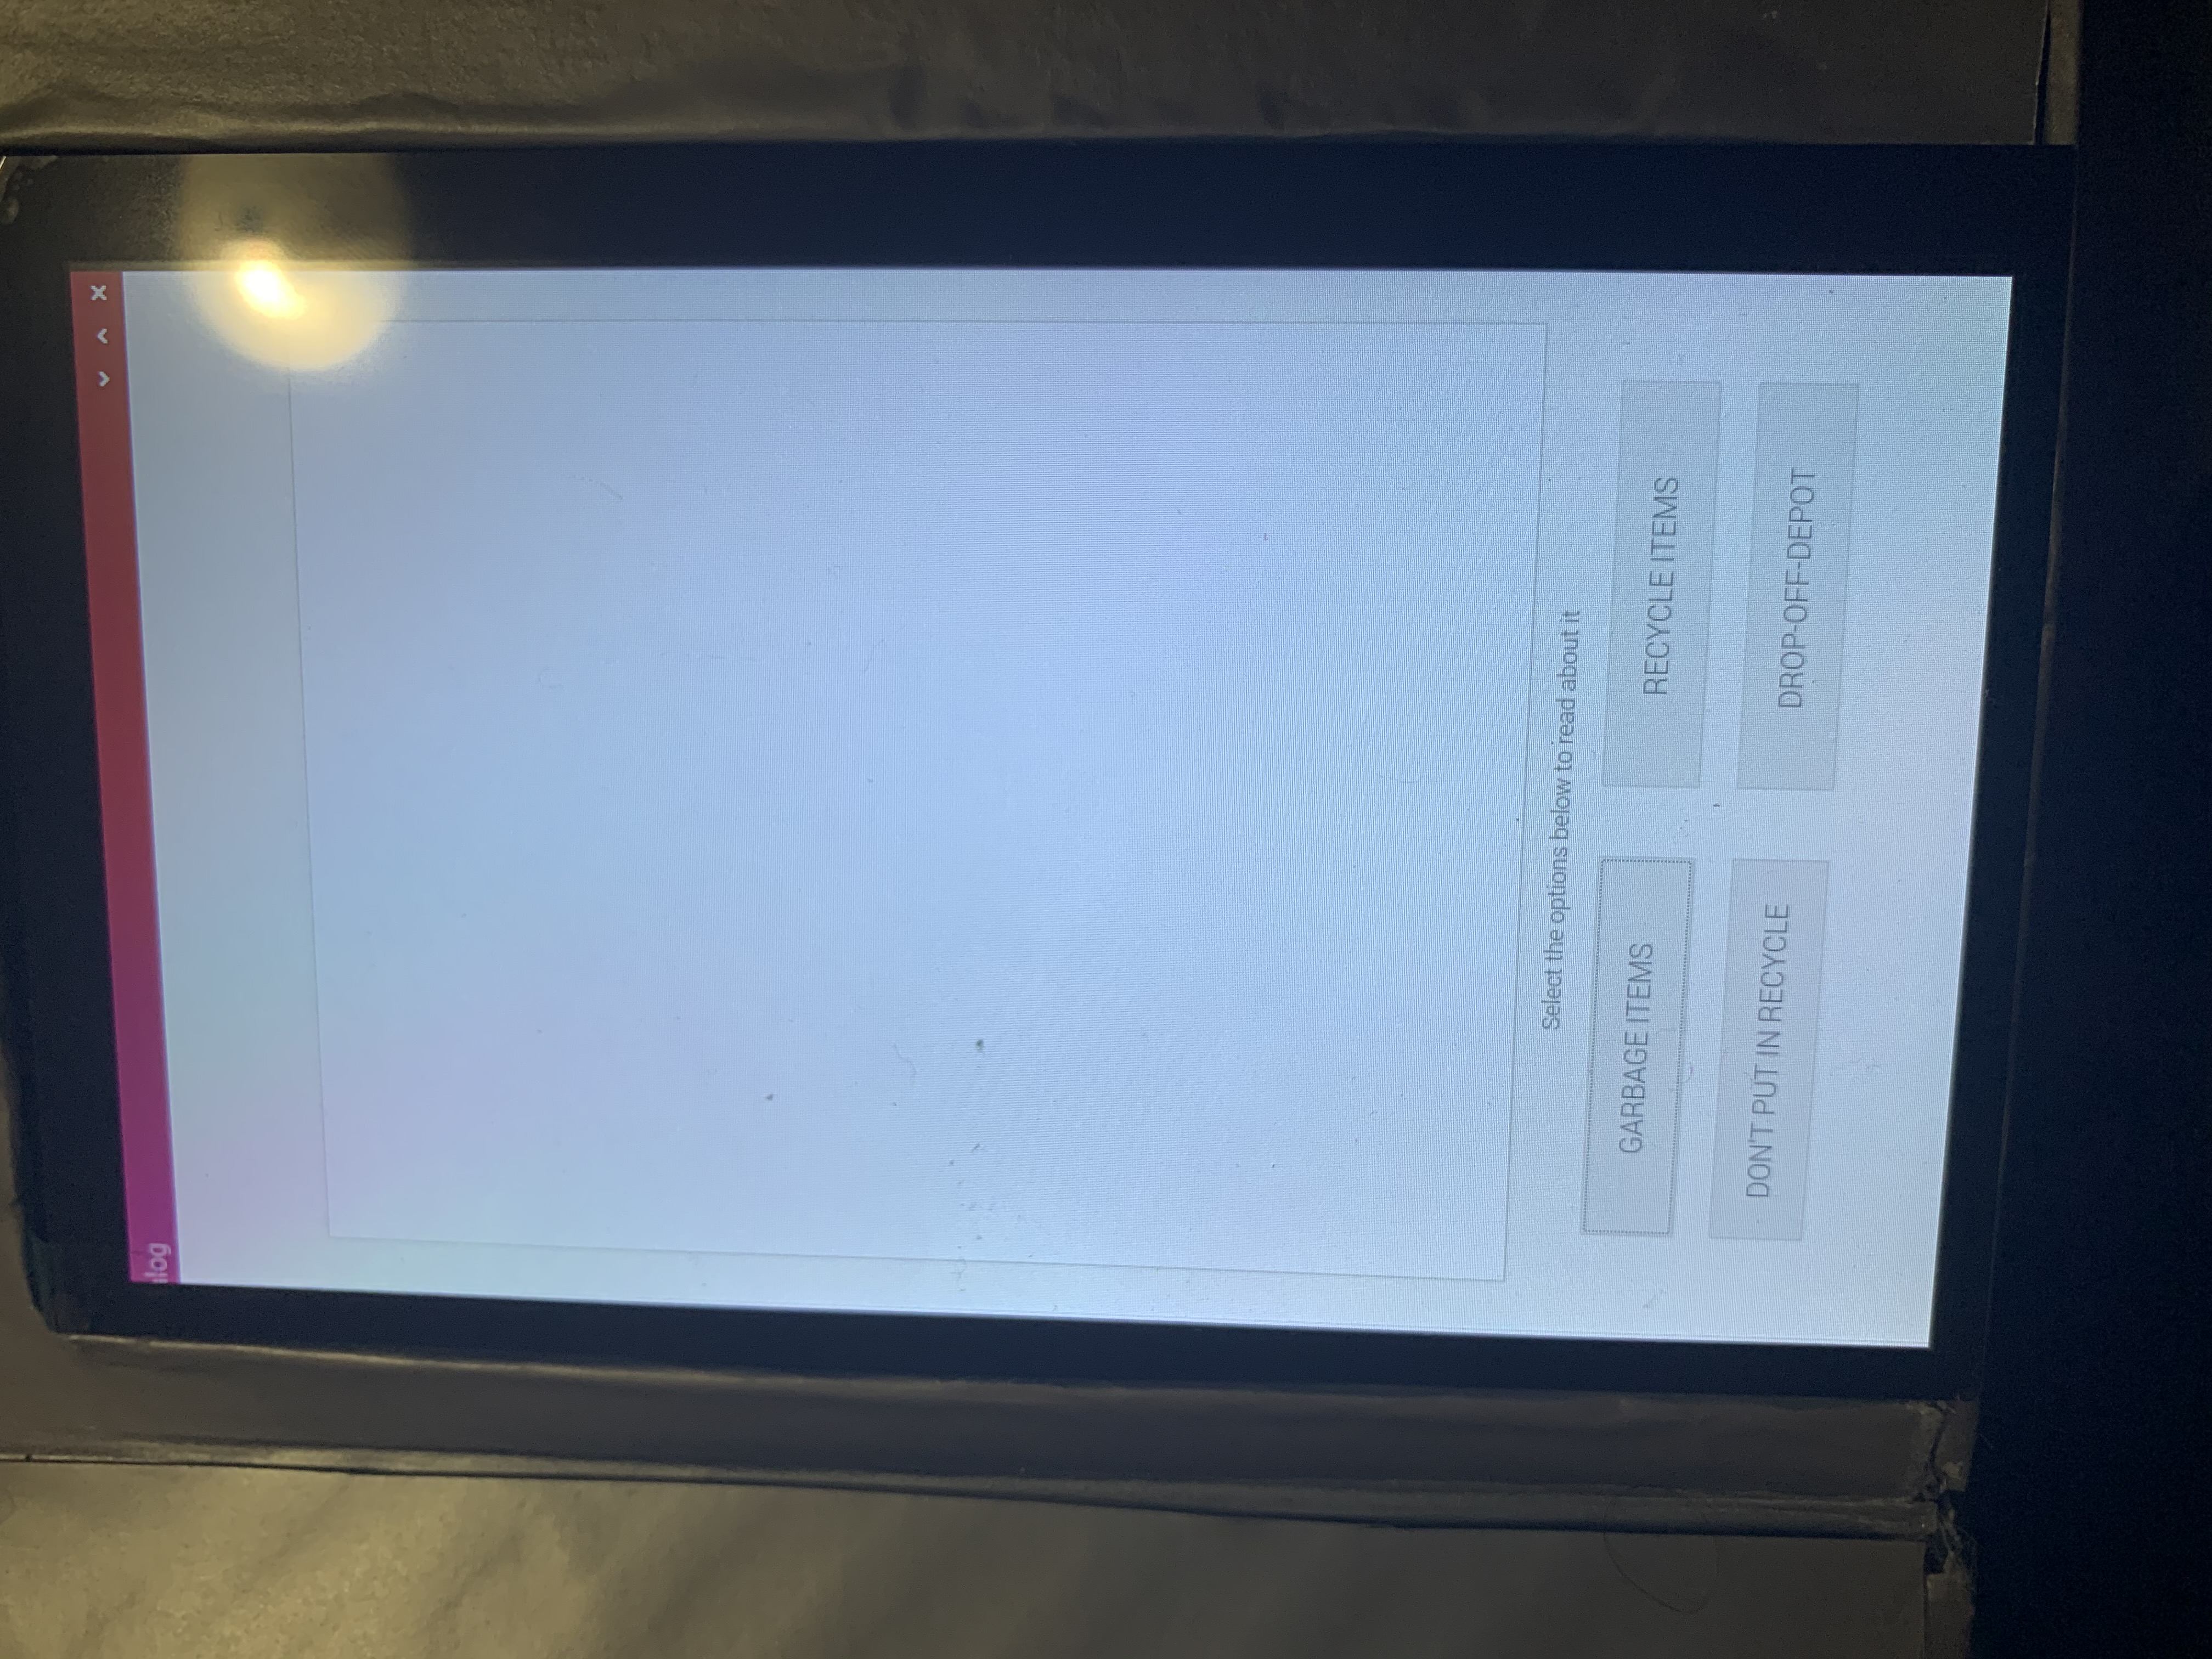 log
Select the options below to read about it
GARBAGE ITEMS
RECYCLE ITEMS
DON'T PUT IN RECYCLE
DROP-OFF-DEPOT